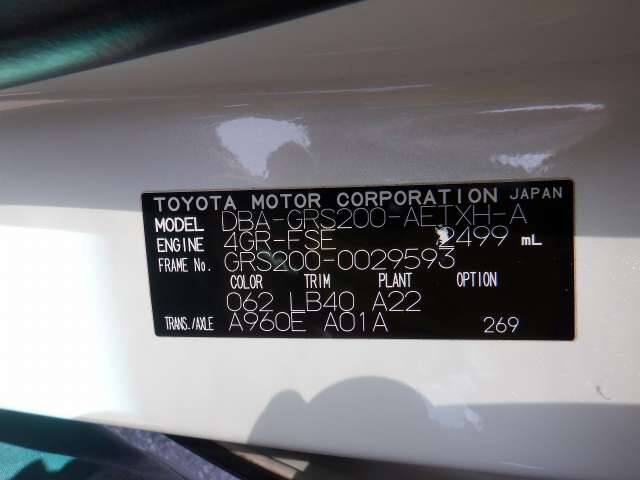 TOYOTA MOTOR CORPORATION JAPAN
MODEL DBA-GRS200-AETXH-A
ENGINE 4GR-FSE 2499 mL
FRAME No. GRS200-0029593
COLOR TRIM PLANT OPTION
062 LB40 A22
TRANS./AXLE A960E A01A 269